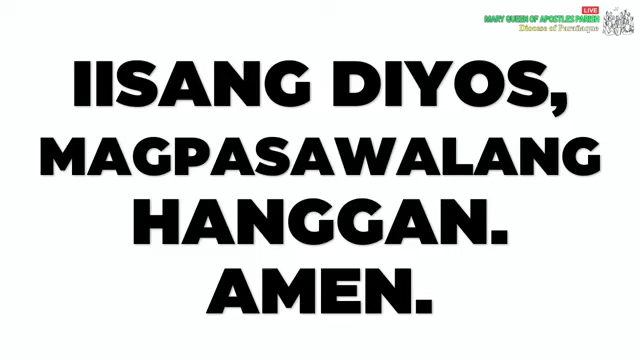 LIVE
MARY QUEEN OF APOSTLES PARISH
Diocese of Parañaque
IISANG DIYOS,
MAGPASAWALANG
HANGGAN.
AMEN.